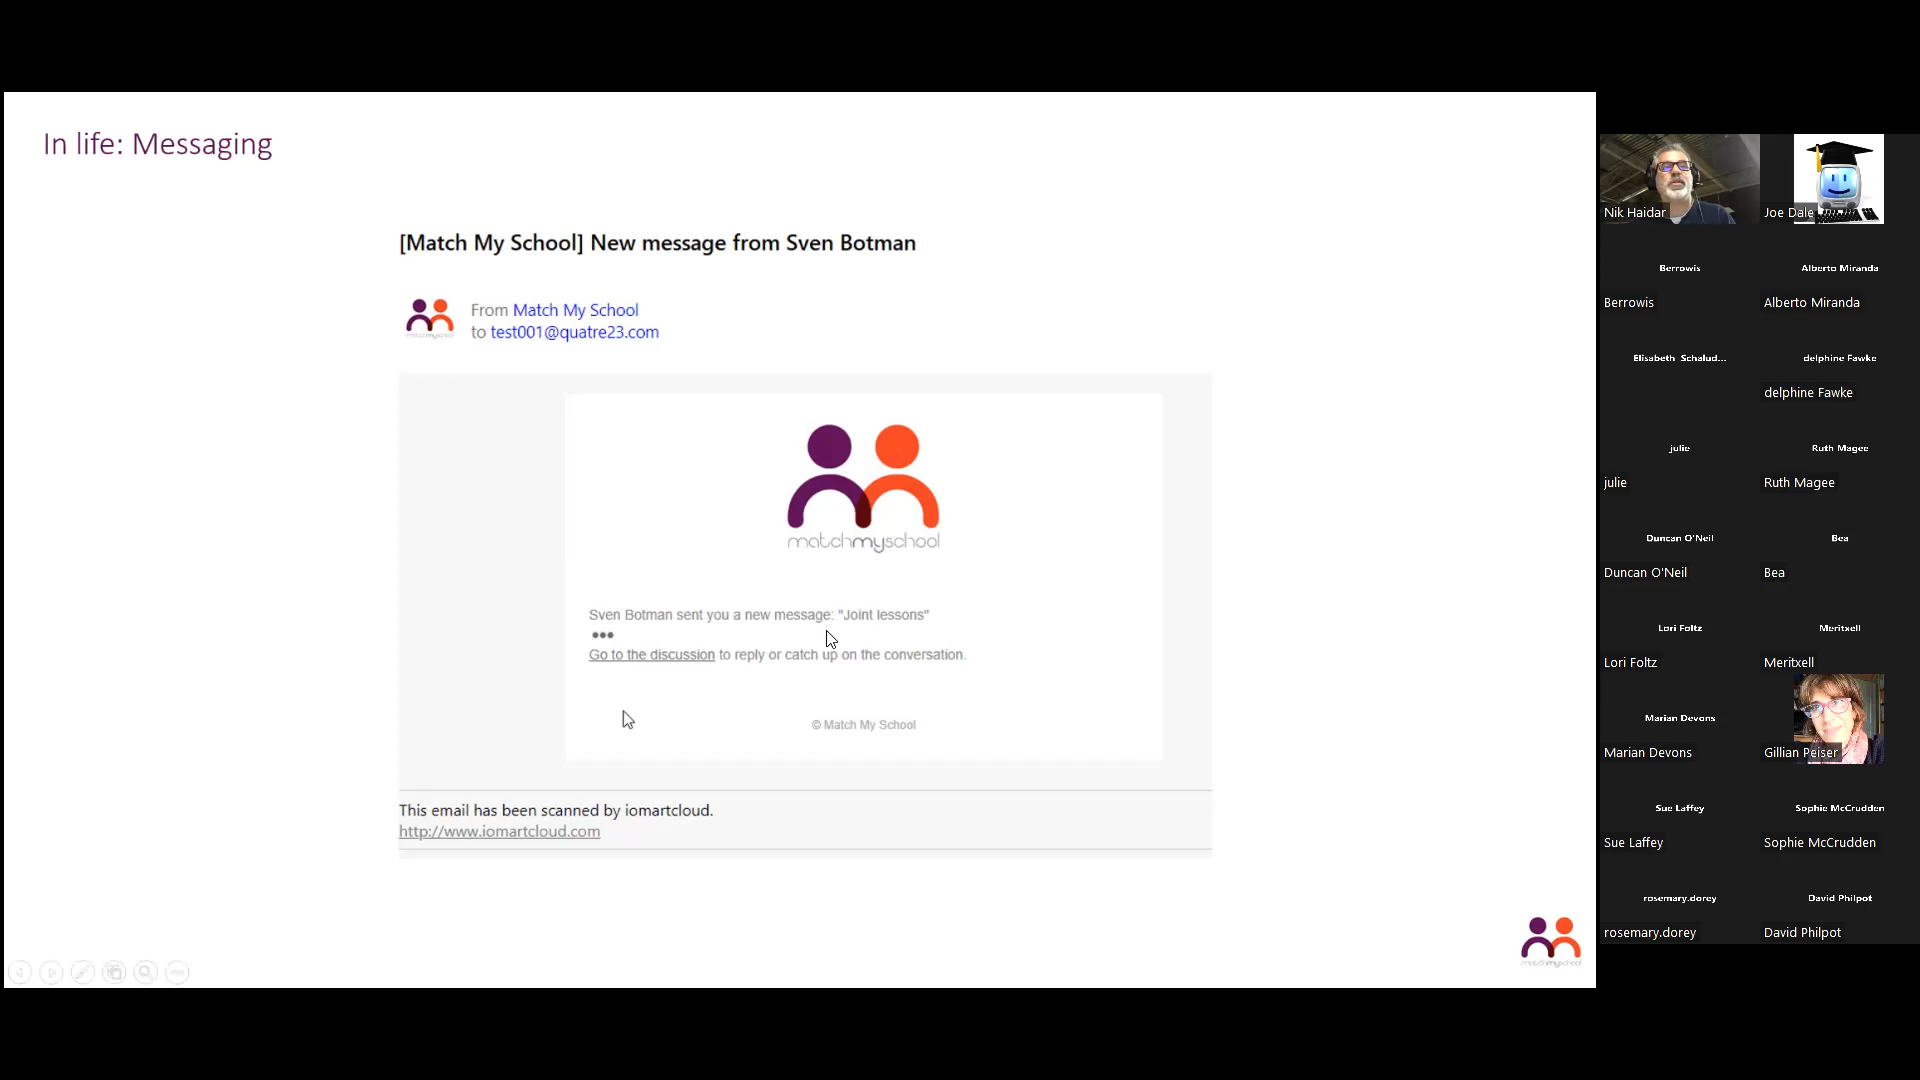 In life: Messaging
[Match My School] New message from Sven Botman
From Match My School
to test001@quatre23.com
matchmyschool
matchmyschool
Sven Botman sent you a new message: "Joint lessons"
Go to the discussion to reply or catch up on the conversation.
© Match My School
This email has been scanned by iomartcloud.
http://www.iomartcloud.com
matchmyschool
Nik Haidar
Joe Dale
Berrowis
Berrowis
Alberto Miranda
Alberto Miranda
Elisabeth Schalud...
delphine Fawke
delphine Fawke
julie
julie
Ruth Magee
Ruth Magee
Duncan O'Neil
Duncan O'Neil
Bea
Bea
Lori Foltz
Lori Foltz
Meritxell
Meritxell
Marian Devons
Marian Devons
Gillian Peiser
Sue Laffey
Sue Laffey
Sophie McCrudden
Sophie McCrudden
rosemary.dorey
rosemary.dorey
David Philpot
David Philpot